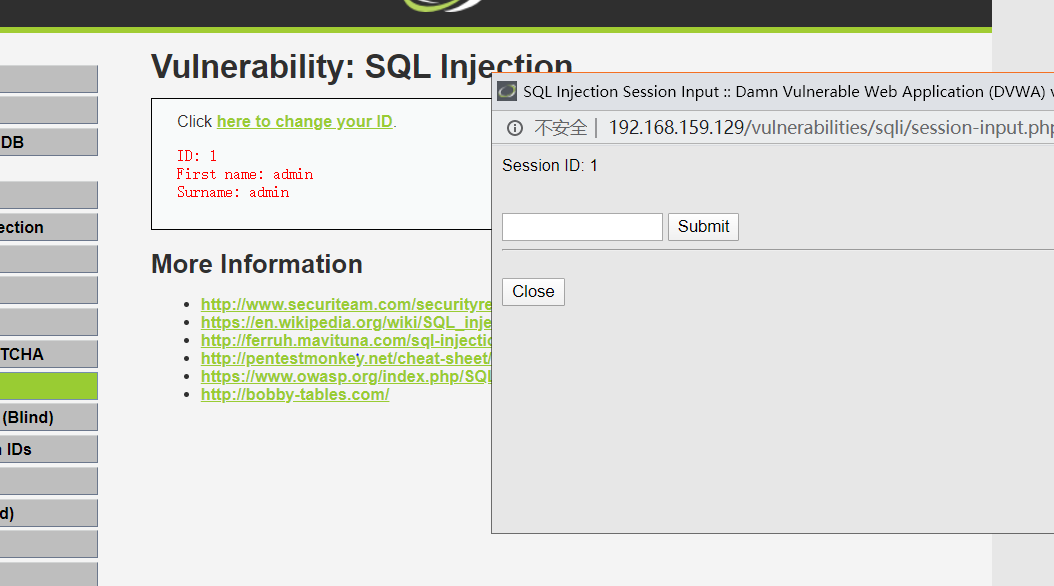 Vulnerability: SQL Injection
Click here to change your ID.
ID: 1
First name: admin
Surname: admin
More Information
http://www.securiteam.com/securityre
https://en.wikipedia.org/wiki/SQL_inje
http://ferruh.mavituna.com/sql-injectio
http://pentestmonkey.net/cheat-sheet/
https://www.owasp.org/index.php/SQL
http://bobby-tables.com/
DB
ection
TCHA
(Blind)
IDs
d)
SQL Injection Session Input :: Damn Vulnerable Web Application (DVWA) v
不安全 | 192.168.159.129/vulnerabilities/sqli/session-input.php
Session ID: 1
Submit
Close